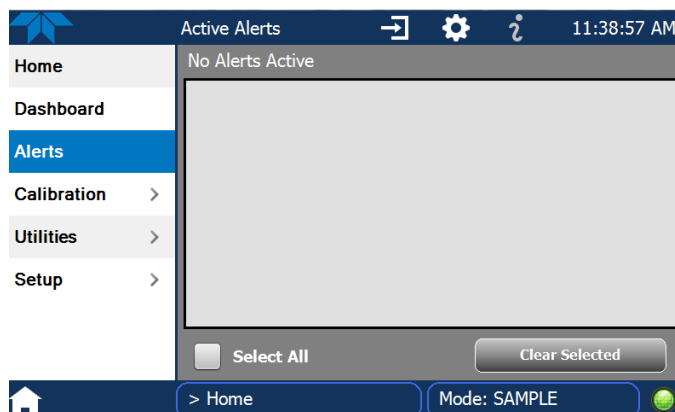 Active Alerts
11:38:57 AM
Home
No Alerts Active
Dashboard
Alerts
Calibration >
Utilities >
Setup >
Select All
Clear Selected
> Home
Mode: SAMPLE